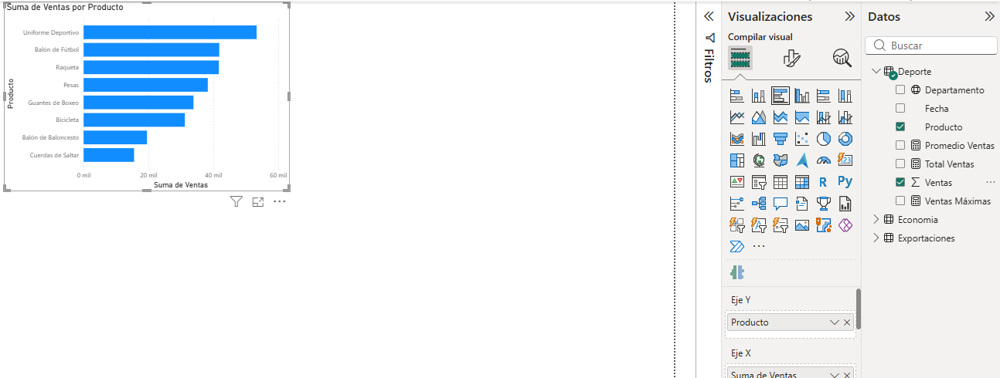 Suma de Ventas por Producto
Producto
Uniforme Deportivo
Balón de Fútbol
Raqueta
Pesas
Guantes de Boxeo
Bicicleta
Balón de Baloncesto
Cuerdas de Saltar
0 mil 20 mil 40 mil 60 mil
Suma de Ventas
Filtros
Visualizaciones
Compilar visual
123
R Py
Eje Y
Producto
Eje X
Suma de Ventas
Datos
Buscar
Deporte
Departamento
Fecha
Producto
Promedio Ventas
Total Ventas
Σ Ventas
Ventas Máximas
Economia
Exportaciones